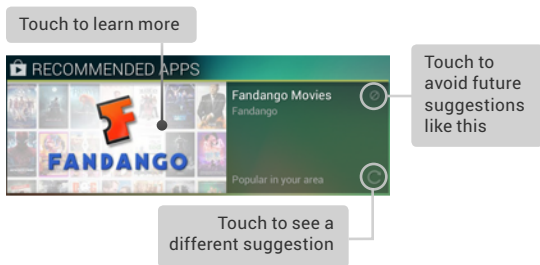 Touch to learn more
RECOMMENDED APPS
Fandango Movies
Fandango
FANDANGO
Popular in your area
Touch to
avoid future
suggestions
like this
Touch to see a
different suggestion